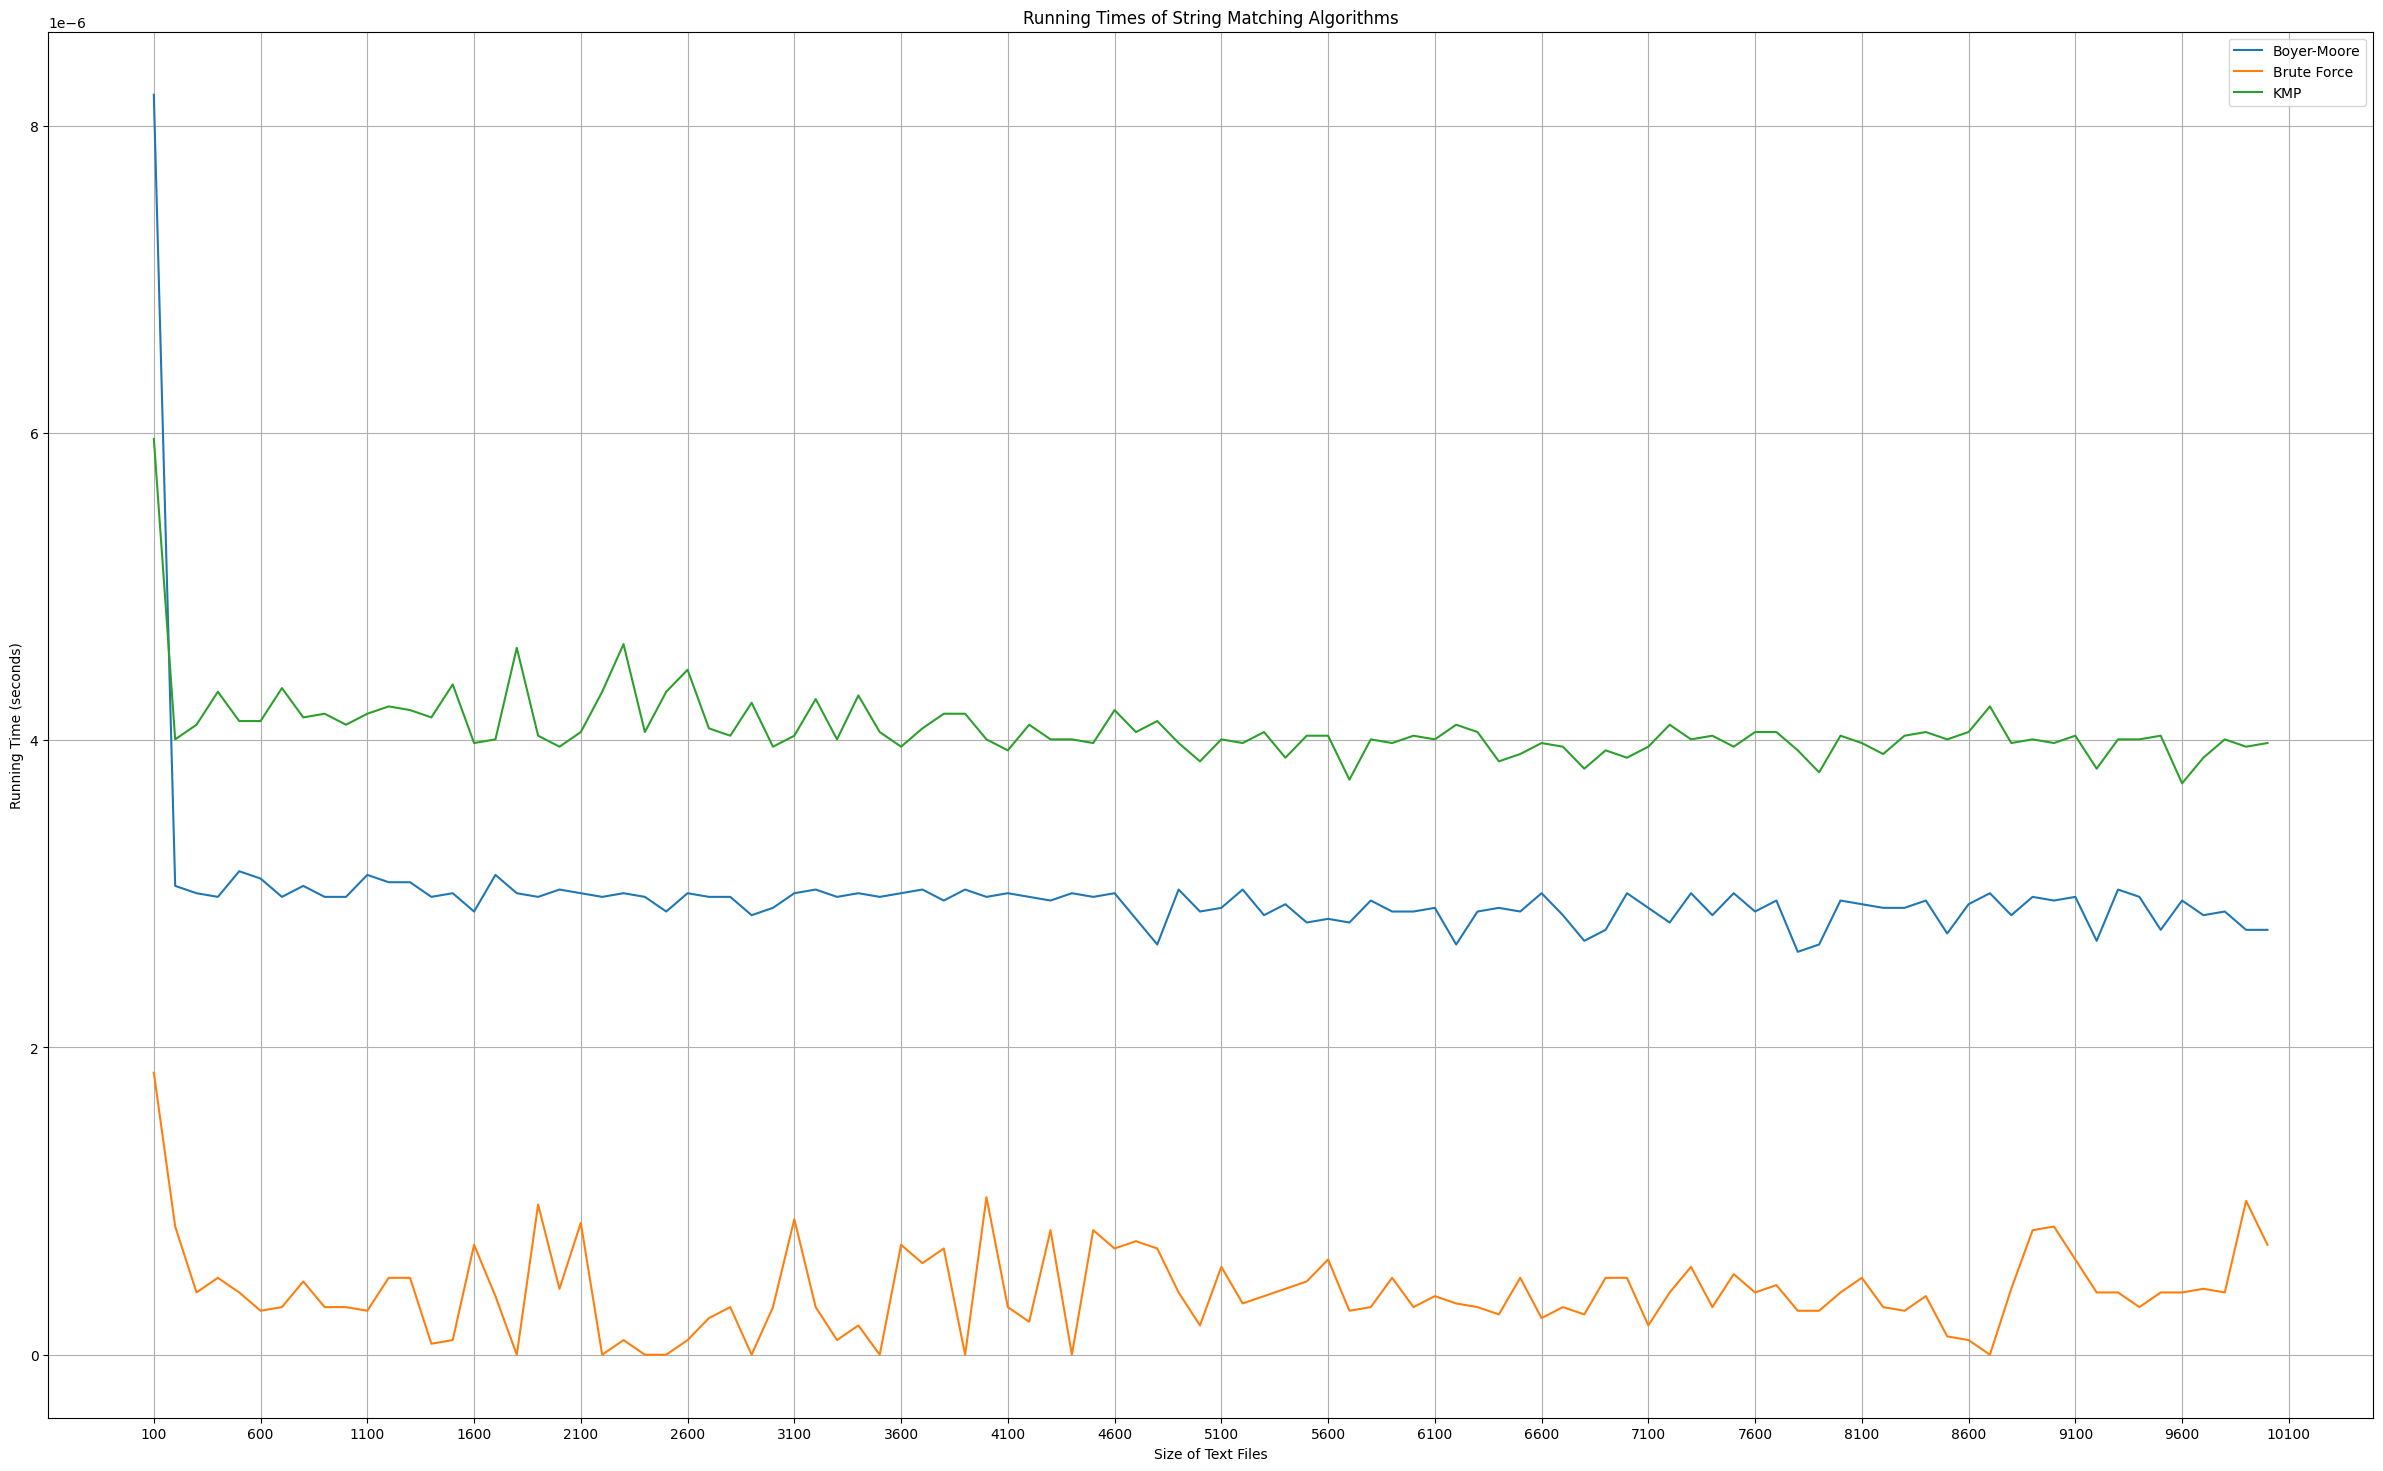 Running Times of String Matching Algorithms
1e−6
Boyer-Moore
Brute Force
KMP
8
6
4
2
0
Running Time (seconds)
100 600 1100 1600 2100 2600 3100 3600 4100 4600 5100 5600 6100 6600 7100 7600 8100 8600 9100 9600 10100
Size of Text Files